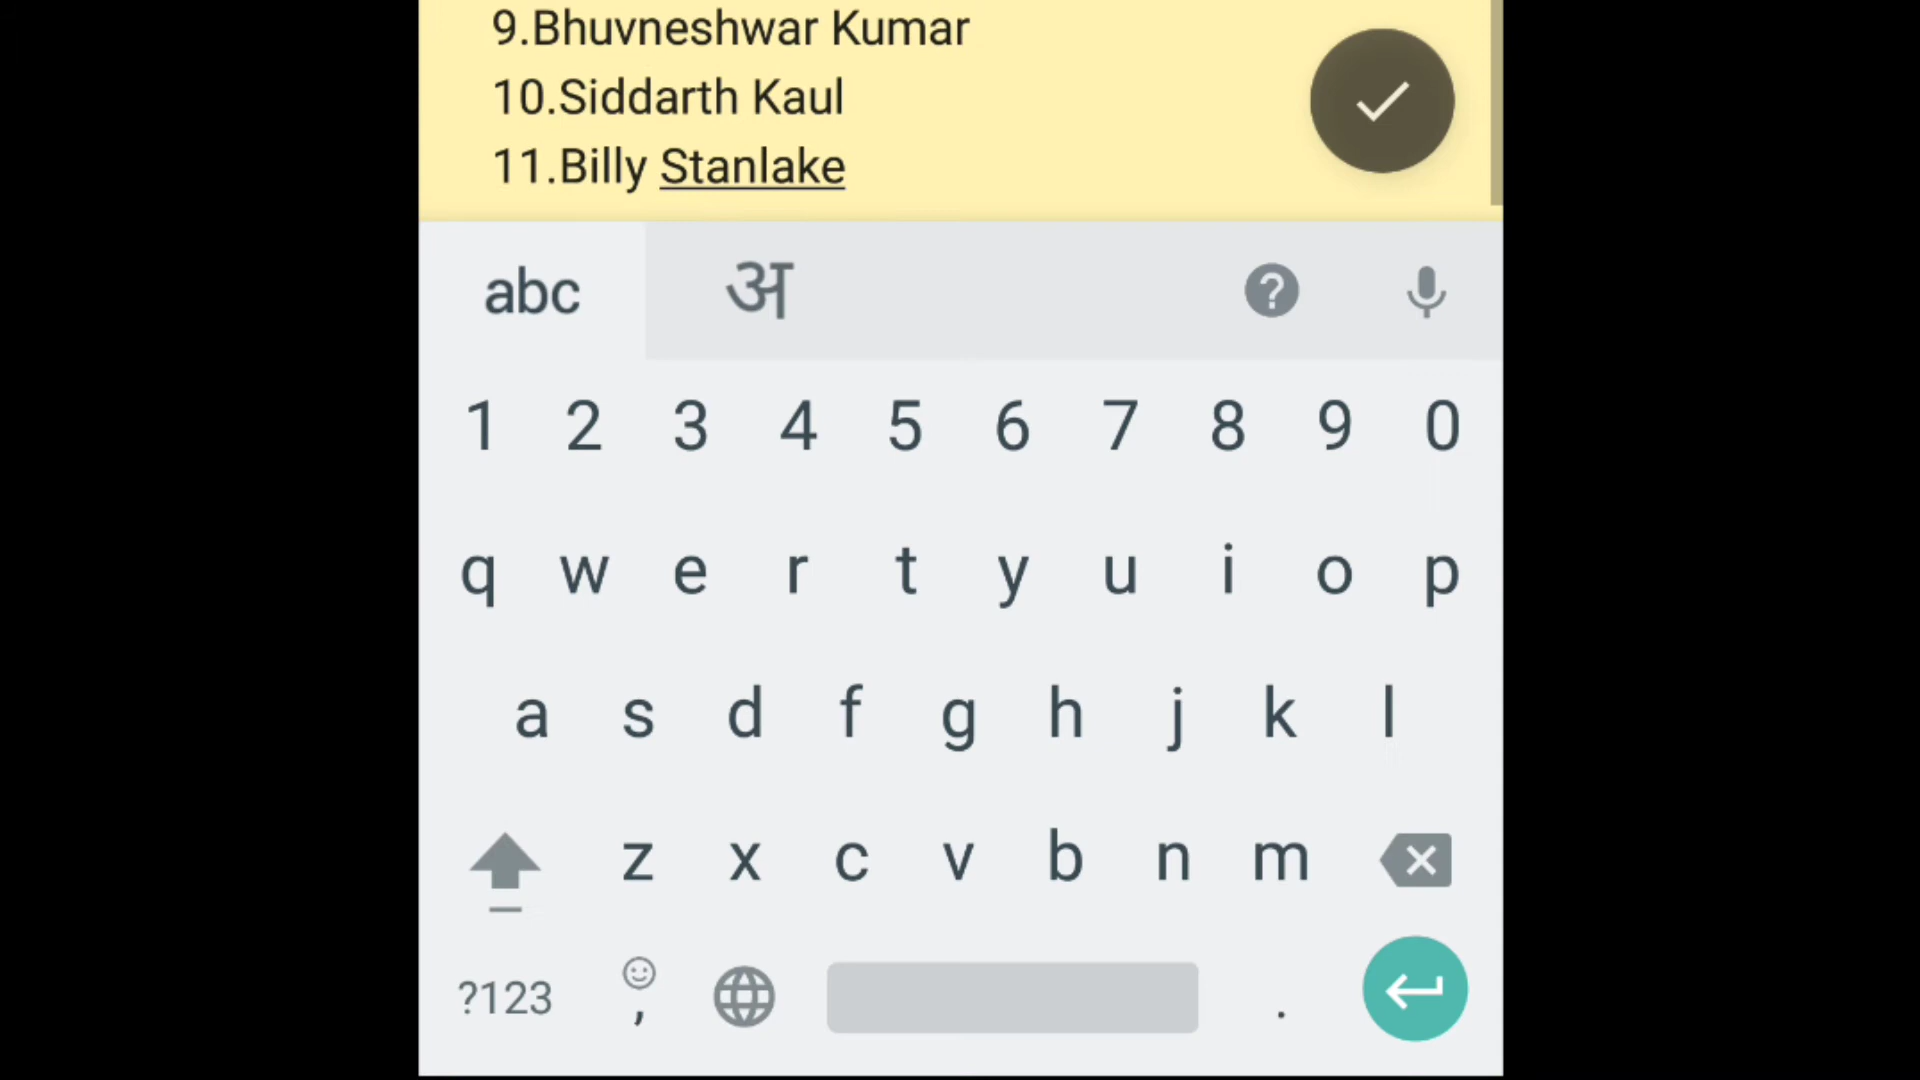 9.Bhuvneshwar Kumar
10.Siddarth Kaul
11.Billy Stanlake
abc अ ?
1 2 3 4 5 6 7 8 9 0
q w e r t y u i o p
a s d f g h j k l
z x c v b n m
?123 , .